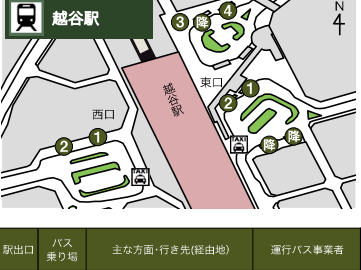 越谷駅
N
4
3
降
4
東口
越谷駅
1
2
西口
1
2
TAXI
降
降
TAXI
駅出口
バス
乗り場
主な方面・行き先(経由地)
運行バス事業者